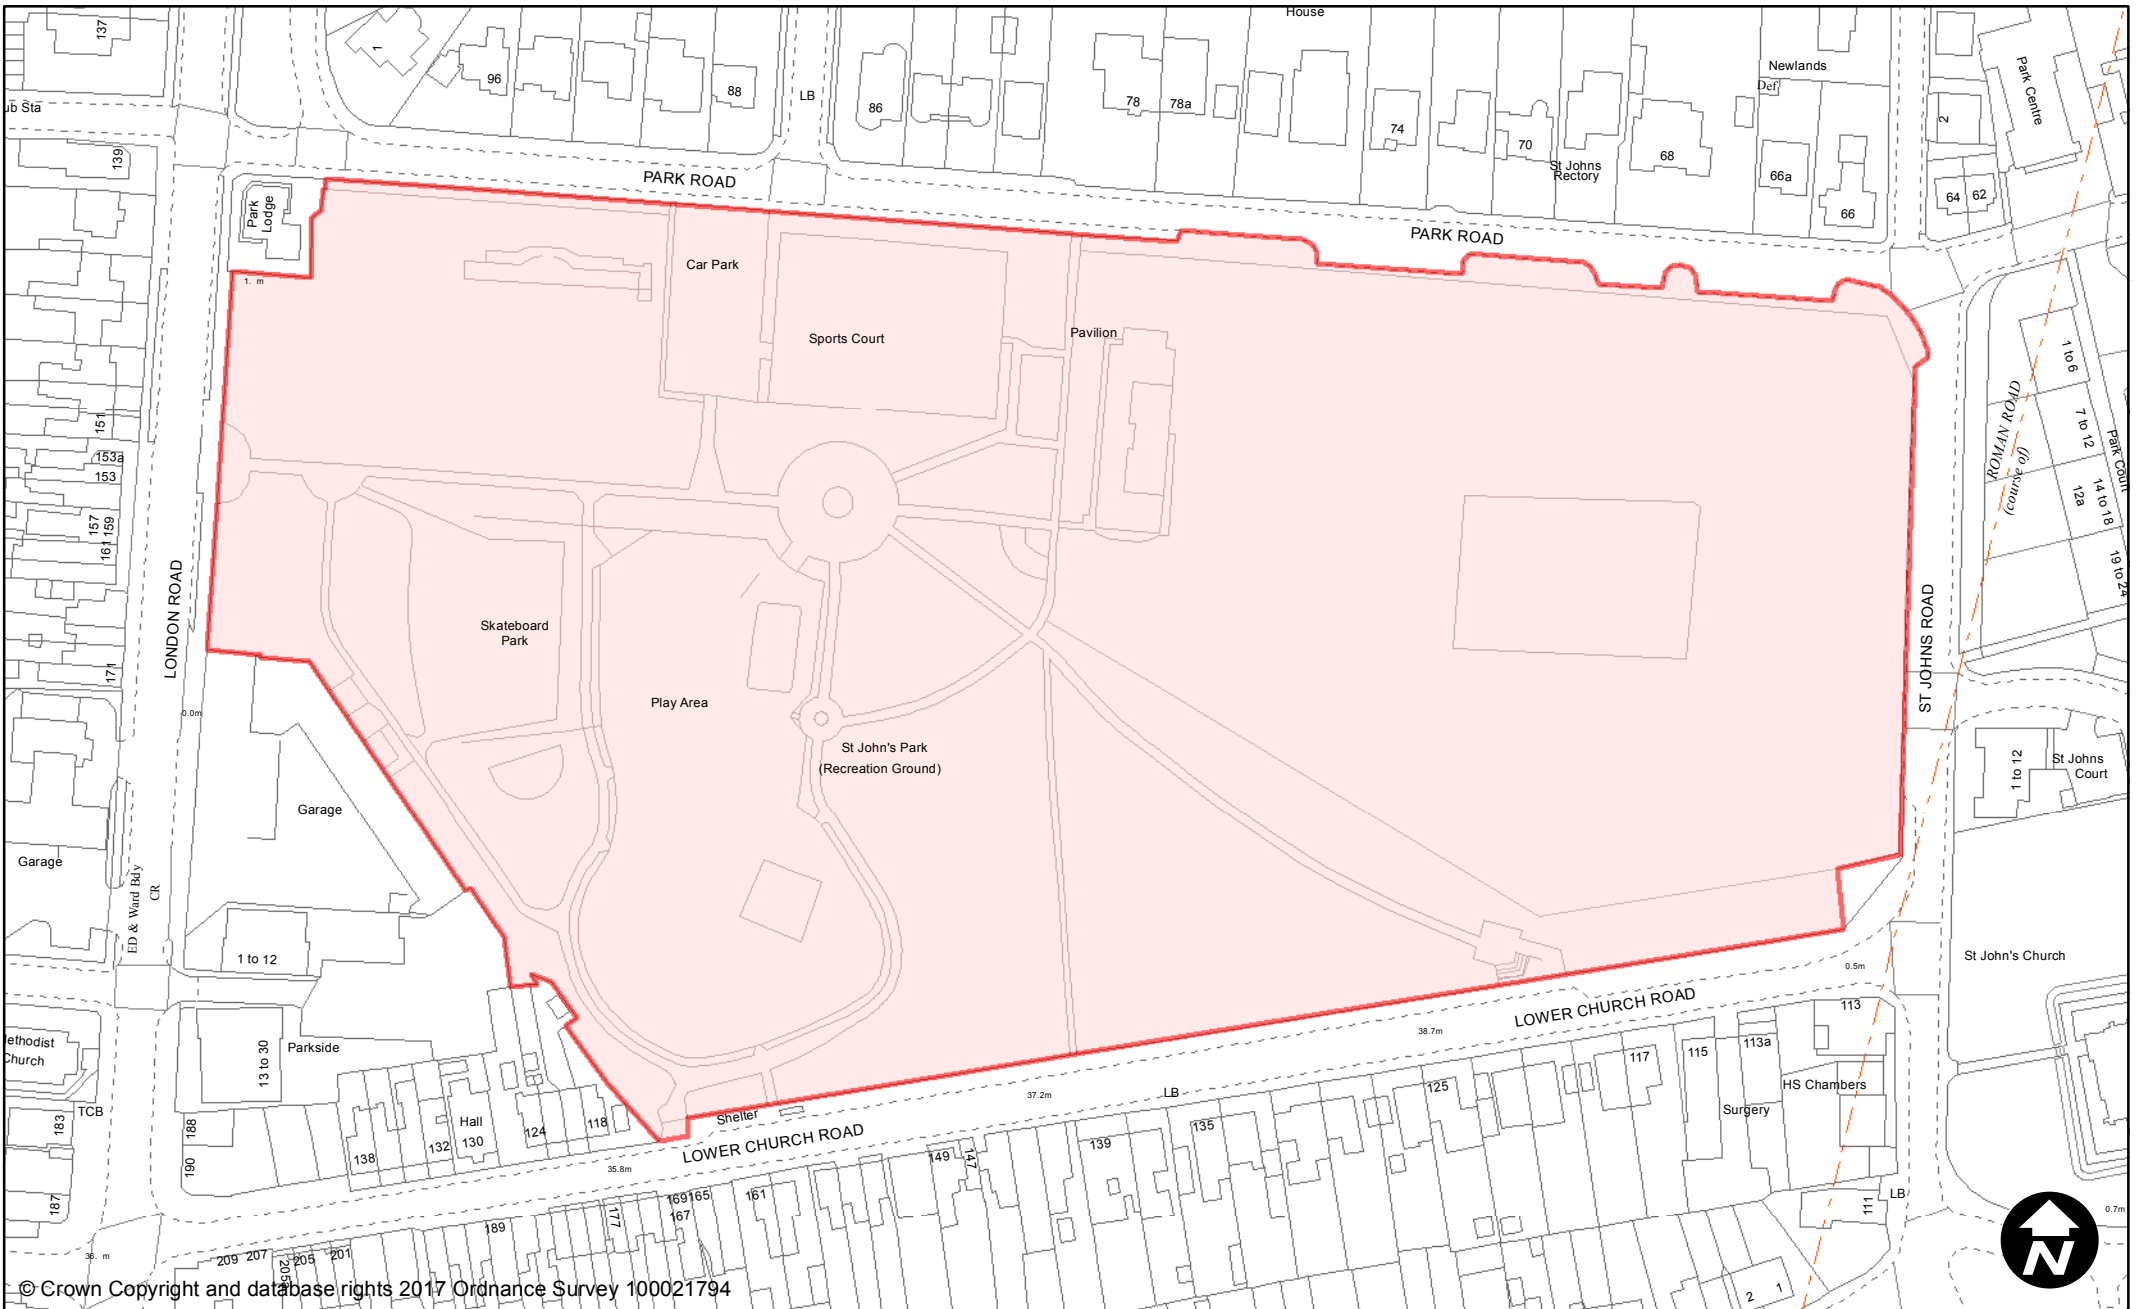 House
137
1
96
88
LB
86
78
78a
74
70
St Johns
Rectory
68
Newlands
Def
66a
66
2
Park Centre
64
62
ub Sta
139
Park
Lodge
PARK ROAD
PARK ROAD
1. m
Car Park
Sports Court
Pavilion
1 to 6
7 to 12
Park Court
12a
14 to 18
19 to 24
ROMAN ROAD
(course of)
151
153a
153
157
159
161
171
LONDON ROAD
Skateboard
Park
Play Area
St John's Park
(Recreation Ground)
ST JOHNS ROAD
1 to 12
St Johns
Court
0.0m
Garage
Garage
ED & Ward Bdy
CR
1 to 12
St John's Church
0.5m
LOWER CHURCH ROAD
38.7m
113
ethodist
Church
13 to 30
Parkside
TCB
183
188
190
187
138
132
Hall
130
124
118
Shelter
LOWER CHURCH ROAD
35.8m
37.2m
LB
125
117
115
113a
HS Chambers
Surgery
139
135
149
147
161
169
165
167
177
189
111
LB
0.7m
36. m
209
207
205
201
2
1
N
© Crown Copyright and database rights 2017 Ordnance Survey 100021794